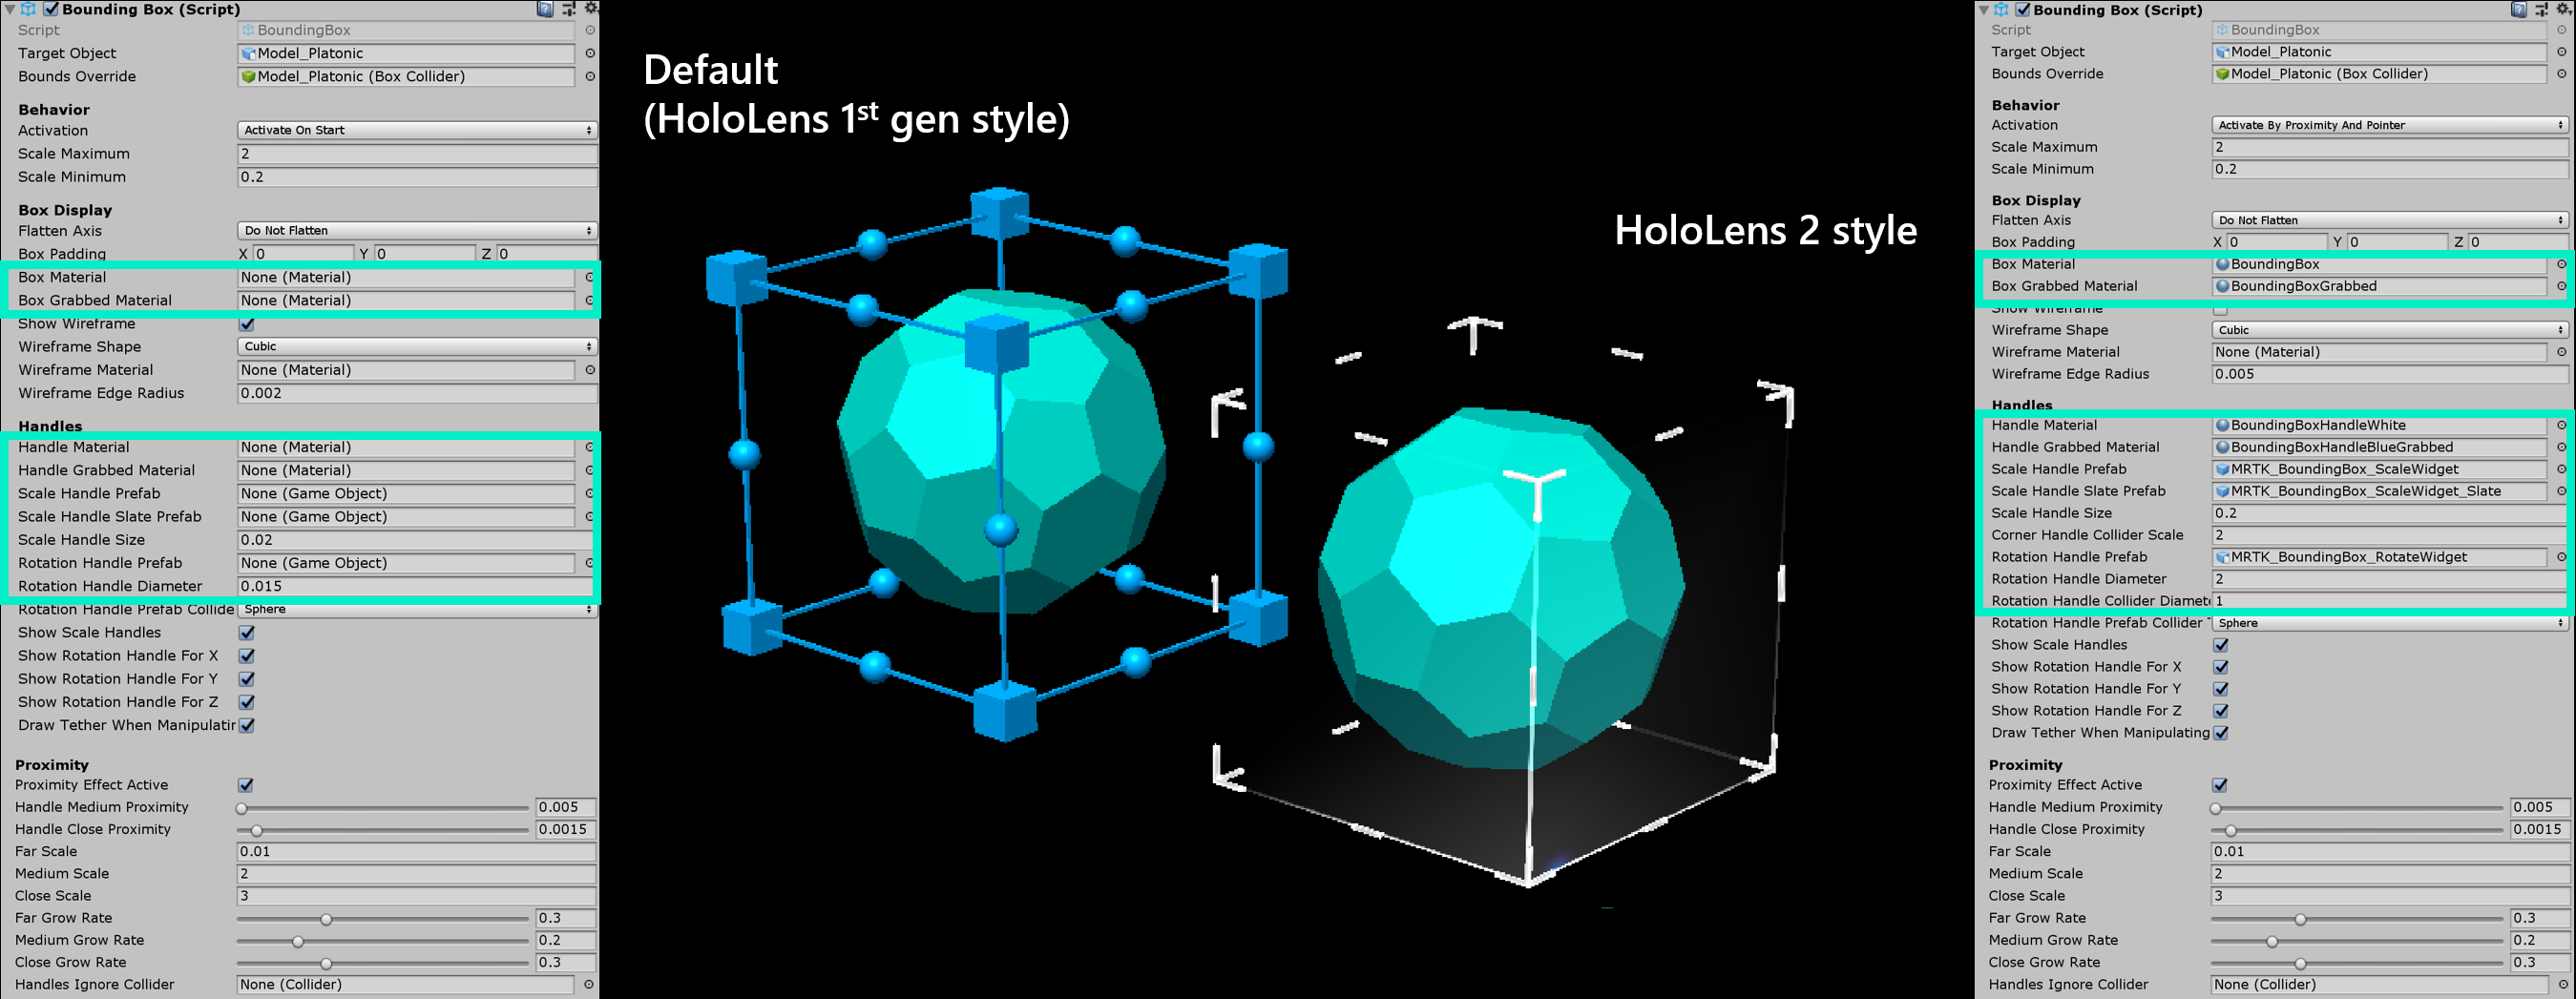 Bounding Box (Script)
Script BoundingBox
Target Object Model_Platonic
Bounds Override Model_Platonic (Box Collider)
Behavior
Activation Activate On Start
Scale Maximum 2
Scale Minimum 0.2
Box Display
Flatten Axis Do Not Flatten
Box Padding X 0 Y 0 Z 0
Box Material None (Material)
Box Grabbed Material None (Material)
Show Wireframe
Wireframe Shape Cubic
Wireframe Material None (Material)
Wireframe Edge Radius 0.002
Handles
Handle Material None (Material)
Handle Grabbed Material None (Material)
Scale Handle Prefab None (Game Object)
Scale Handle Slate Prefab None (Game Object)
Scale Handle Size 0.02
Rotation Handle Prefab None (Game Object)
Rotation Handle Diameter 0.015
Rotation Handle Prefab Collide Sphere
Show Scale Handles
Show Rotation Handle For X
Show Rotation Handle For Y
Show Rotation Handle For Z
Draw Tether When Manipulatin
Proximity
Proximity Effect Active
Handle Medium Proximity 0.005
Handle Close Proximity 0.0015
Far Scale 0.01
Medium Scale 2
Close Scale 3
Far Grow Rate 0.3
Medium Grow Rate 0.2
Close Grow Rate 0.3
Handles Ignore Collider None (Collider)
Default
(HoloLens 1st gen style)
HoloLens 2 style
Bounding Box (Script)
Script BoundingBox
Target Object Model_Platonic
Bounds Override Model_Platonic (Box Collider)
Behavior
Activation Activate By Proximity And Pointer
Scale Maximum 2
Scale Minimum 0.2
Box Display
Flatten Axis Do Not Flatten
Box Padding X 0 Y 0 Z 0
Box Material BoundingBox
Box Grabbed Material BoundingBoxGrabbed
Show Wireframe
Wireframe Shape Cubic
Wireframe Material None (Material)
Wireframe Edge Radius 0.005
Handles
Handle Material BoundingBoxHandleWhite
Handle Grabbed Material BoundingBoxHandleBlueGrabbed
Scale Handle Prefab MRTK_BoundingBox_ScaleWidget
Scale Handle Slate Prefab MRTK_BoundingBox_ScaleWidget_Slate
Scale Handle Size 0.2
Corner Handle Collider Scale 2
Rotation Handle Prefab MRTK_BoundingBox_RotateWidget
Rotation Handle Diameter 2
Rotation Handle Collider Diamete 1
Rotation Handle Prefab Collider T Sphere
Show Scale Handles
Show Rotation Handle For X
Show Rotation Handle For Y
Show Rotation Handle For Z
Draw Tether When Manipulating
Proximity
Proximity Effect Active
Handle Medium Proximity 0.005
Handle Close Proximity 0.0015
Far Scale 0.01
Medium Scale 2
Close Scale 3
Far Grow Rate 0.3
Medium Grow Rate 0.2
Close Grow Rate 0.3
Handles Ignore Collider None (Collider)